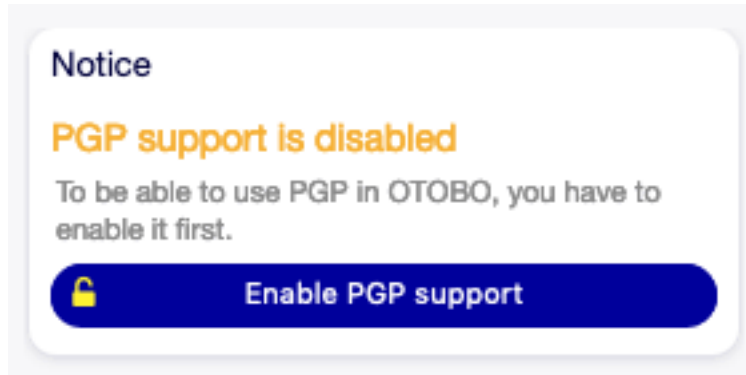 Notice
PGP support is disabled
To be able to use PGP in OTOBO, you have to
enable it first.
Enable PGP support